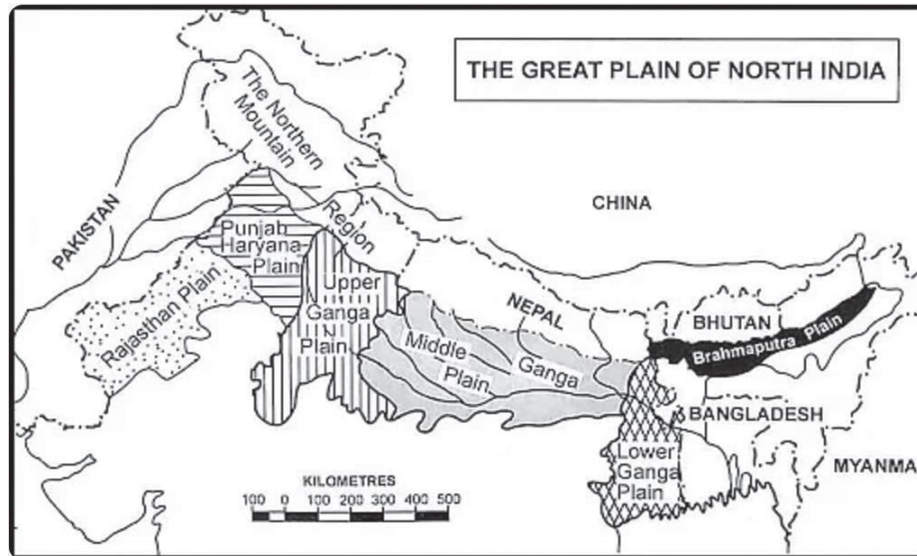 THE GREAT PLAIN OF NORTH INDIA
The Northern
Mountain
Region
CHINA
PAKISTAN
Punjab
Haryana
Plain
Rajasthan Plain
Upper
Ganga
Plain
NEPAL
Middle
Ganga
Plain
BHUTAN
Brahmaputra Plain
BANGLADESH
Lower
Ganga
Plain
MYANMA
KILOMETRES
100 0 100 200 300 400 500